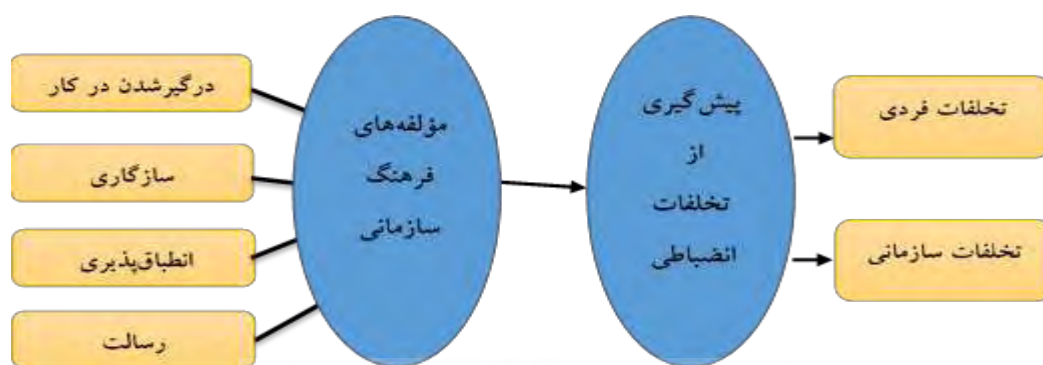 درگیرشدن در کار
سازگاری
انطباق‌پذیری
رسالت
مؤلفه‌های
فرهنگ
سازمانی
پیش‌گیری
از
تخلفات
انضباطی
تخلفات فردی
تخلفات سازمانی